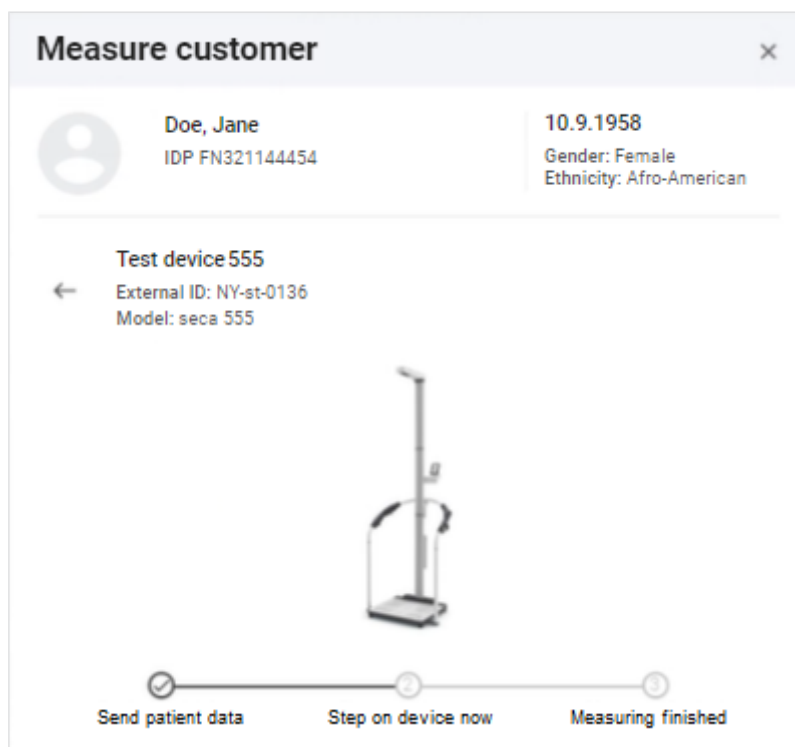 Measure customer
Doe, Jane
IDP FN321144454
10.9.1958
Gender: Female
Ethnicity: Afro-American
Test device 555
External ID: NY-st-0136
Model: seca 555
2
3
Send patient data
Step on device now
Measuring finished